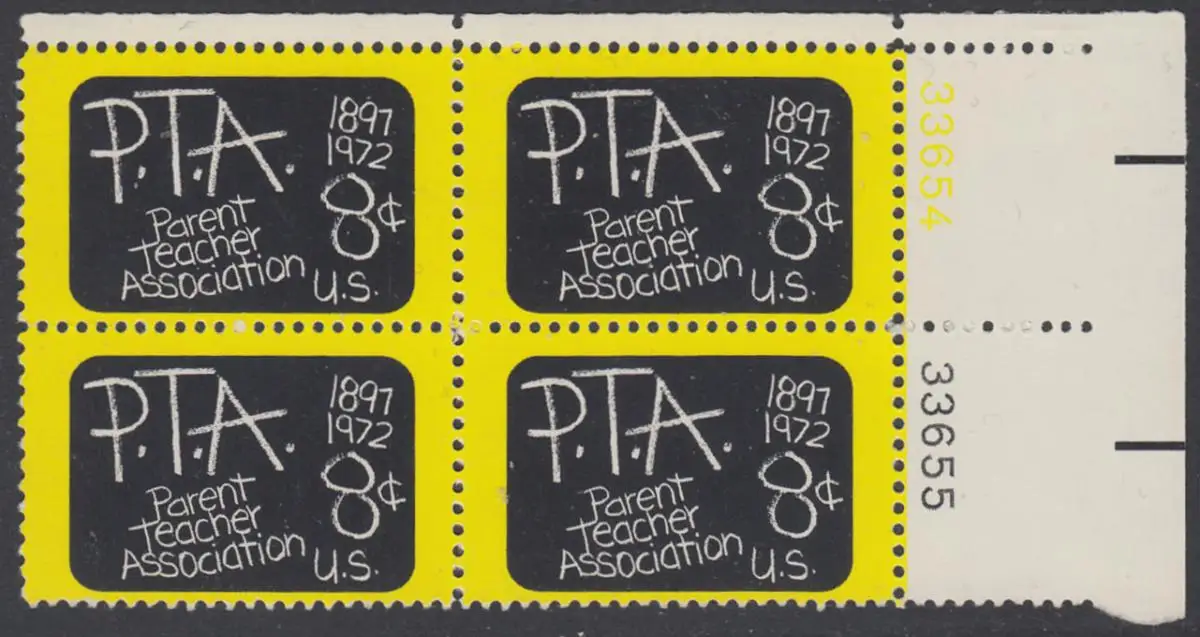 P.T.A.
1897
1972
8¢
Parent
Teacher
Association
U.S.
P.T.A.
1897
1972
8¢
Parent
Teacher
Association
U.S.
33654
P.T.A.
1897
1972
8¢
Parent
Teacher
Association
U.S.
P.T.A.
1897
1972
8¢
Parent
Teacher
Association
U.S.
33655